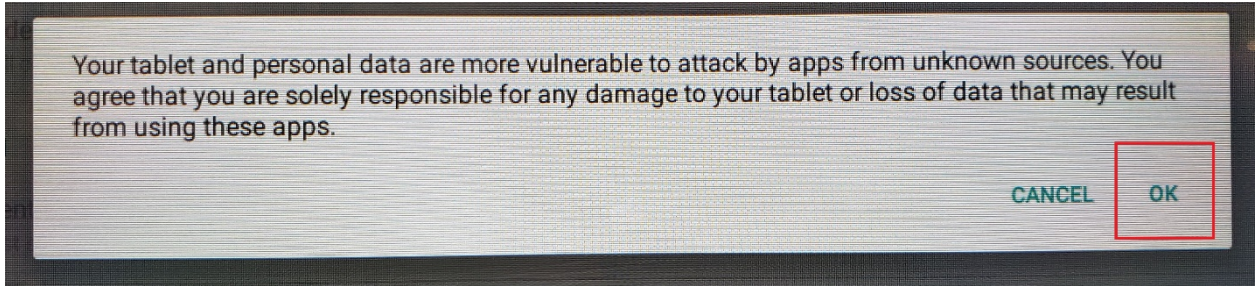 Your tablet and personal data are more vulnerable to attack by apps from unknown sources. You
agree that you are solely responsible for any damage to your tablet or loss of data that may result
from using these apps.
CANCEL OK